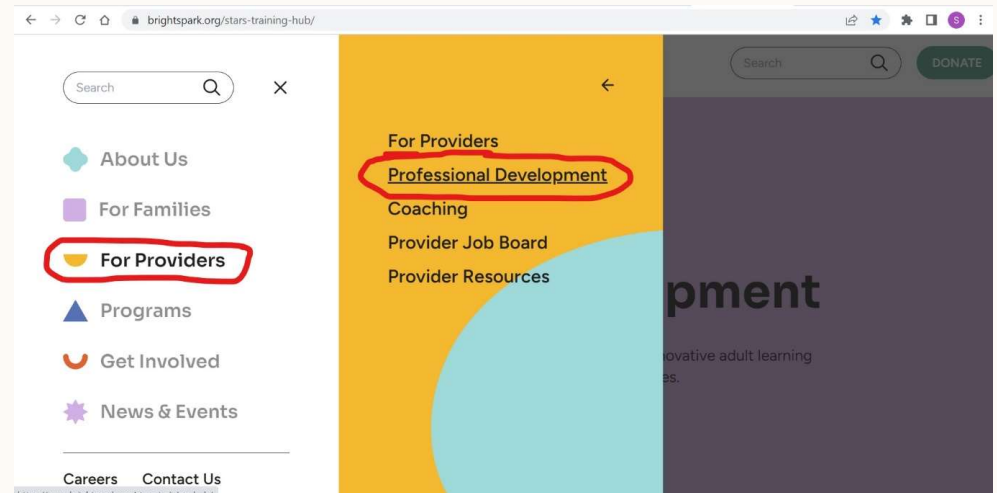 brightspark.org/stars-training-hub/
S
Search
DONATE
Search
About Us
For Families
For Providers
Programs
Get Involved
News & Events
Careers Contact Us
For Providers
Professional Development
Coaching
Provider Job Board
Provider Resources
pment
ovative adult learning
es.